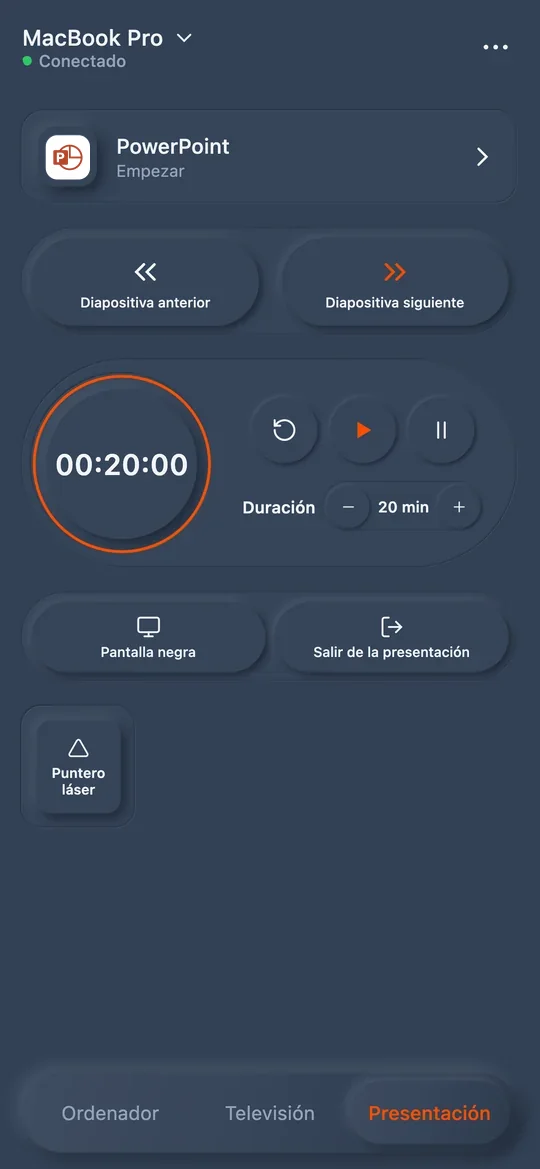 MacBook Pro
Conectado
PowerPoint
P
Empezar
Diapositiva anterior
Diapositiva siguiente
00:20:00
Duración
20 min
Pantalla negra
Salir de la presentación
Puntero
láser
Ordenador
Televisión
Presentación